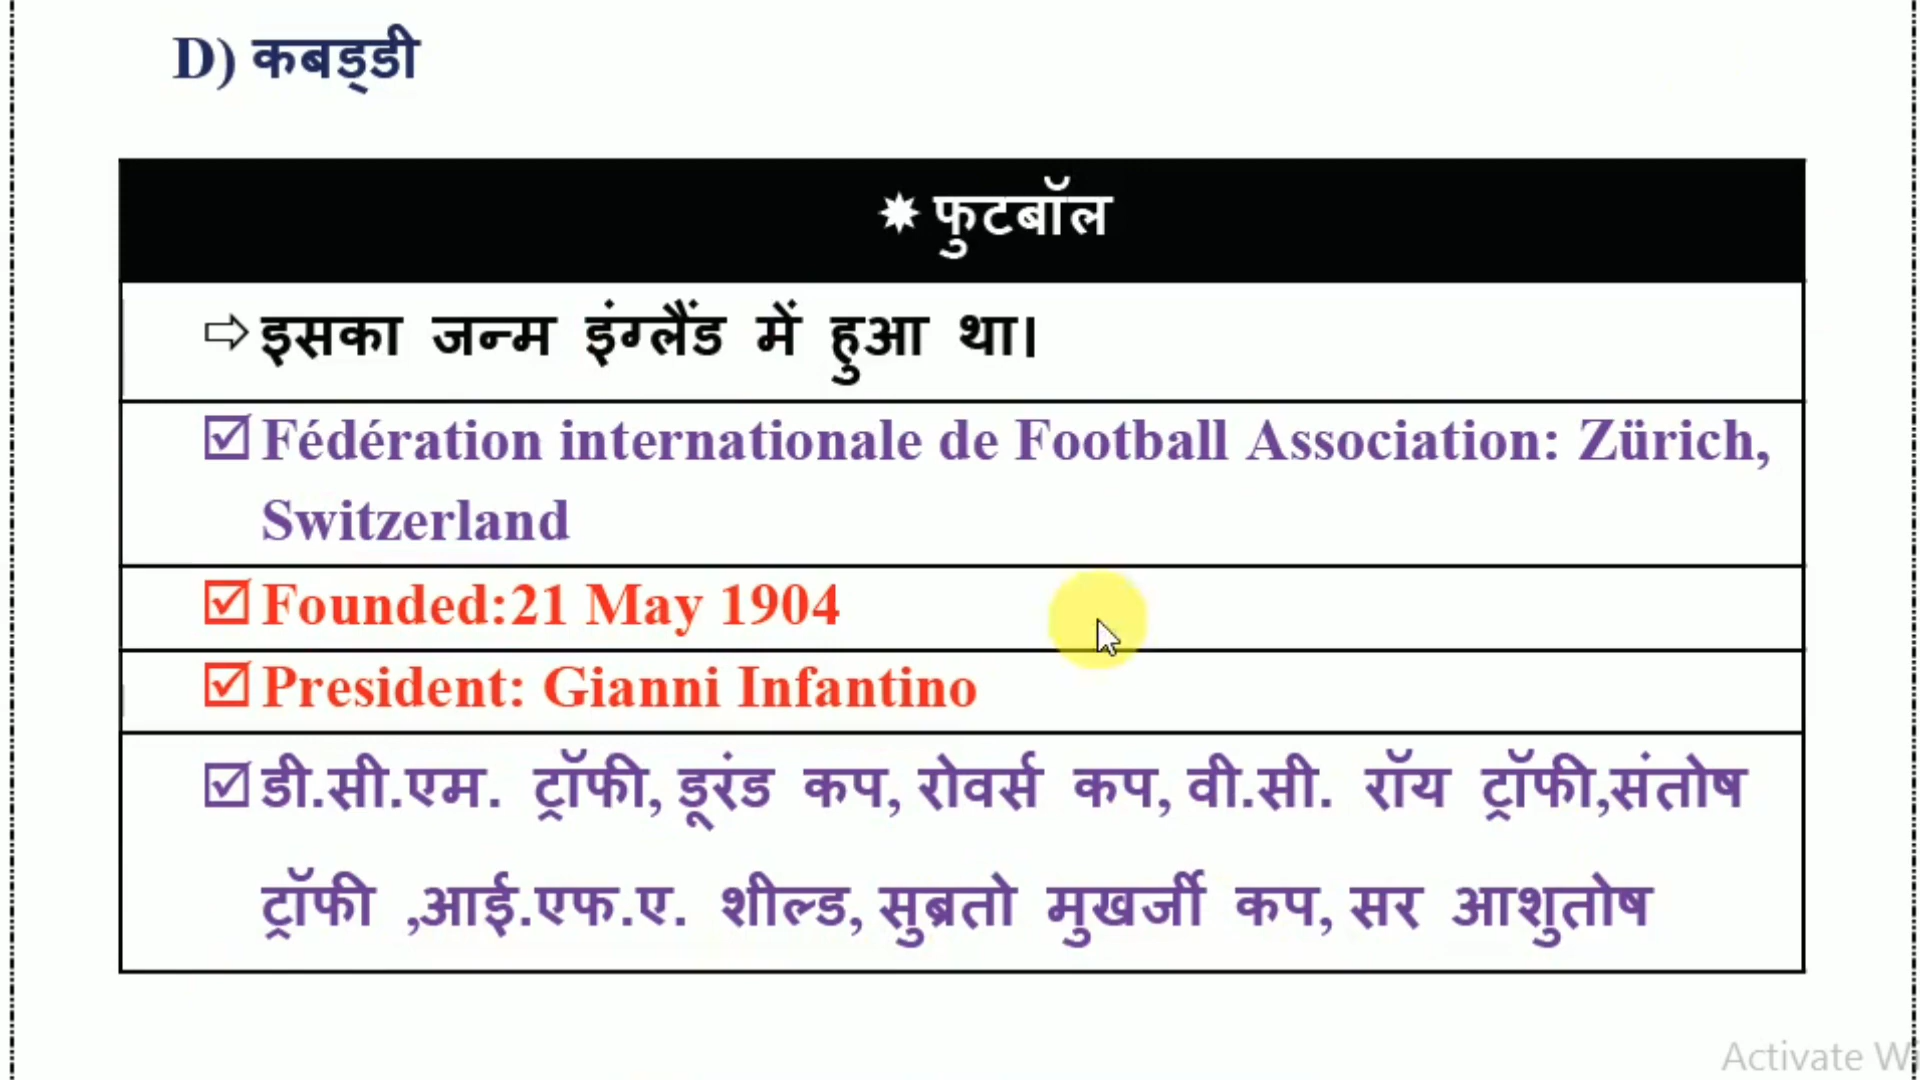 D) कबड्डी
✸ फुटबॉल
⇨ इसका जन्म इंग्लैंड में हुआ था।
☑ Fédération internationale de Football Association: Zürich,
Switzerland
☑ Founded:21 May 1904
☑ President: Gianni Infantino
☑ डी.सी.एम. ट्रॉफी, डूरंड कप, रोवर्स कप, वी.सी. रॉय ट्रॉफी,संतोष
ट्रॉफी ,आई.एफ.ए. शील्ड, सुब्रतो मुखर्जी कप, सर आशुतोष
Activate Wi